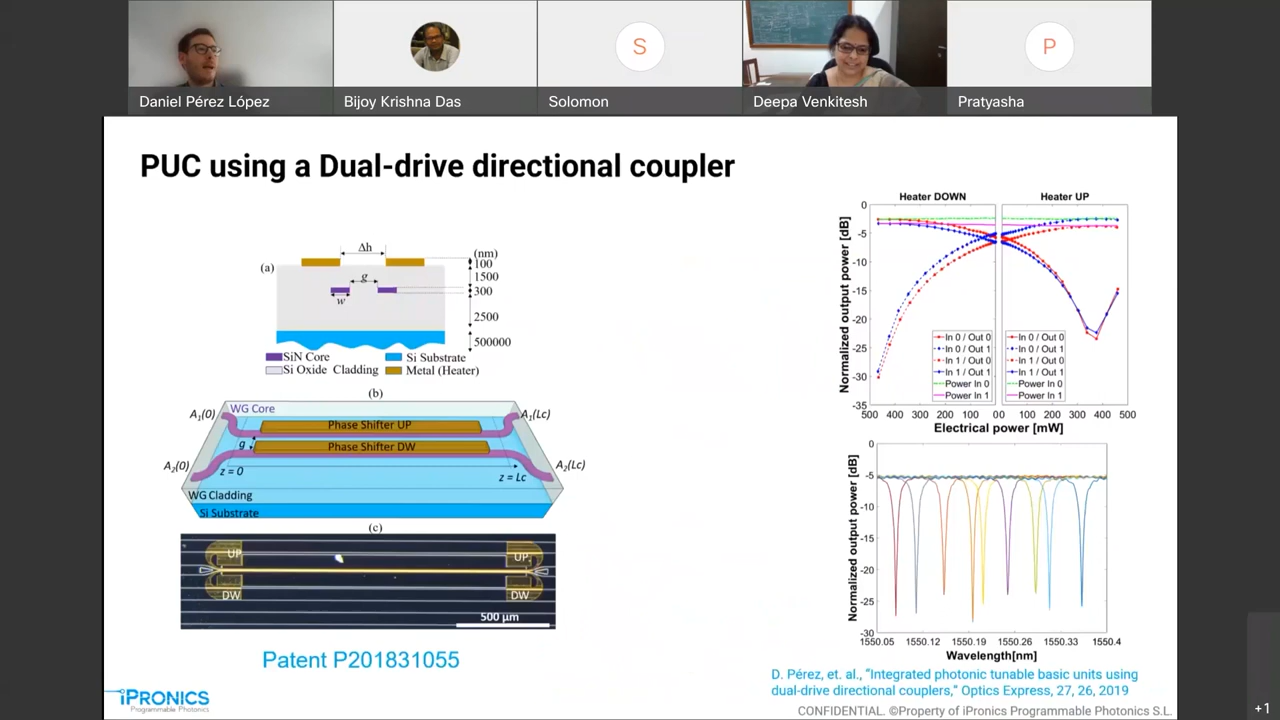 S
P
Daniel Pérez López
Bijoy Krishna Das
Solomon
Deepa Venkitesh
Pratyasha
PUC using a Dual-drive directional coupler
(a)
Δh
g
w
(nm)
100
1500
300
2500
500000
SiN Core
Si Substrate
Si Oxide Cladding
Metal (Heater)
(b)
A1(0)
WG Core
A1(Lc)
Phase Shifter UP
g
Phase Shifter DW
A2(0)
z = 0
z = Lc
A2(Lc)
WG Cladding
Si Substrate
(c)
UP
UP
DW
DW
500 µm
Patent P201831055
iPRONICS
Programmable Photonics
Heater DOWN
Heater UP
Normalized output power [dB]
0
-5
-10
-15
-20
-25
-30
-35
In 0 / Out 0
In 0 / Out 1
In 1 / Out 0
In 1 / Out 1
Power In 0
Power In 1
In 0 / Out 0
In 0 / Out 1
In 1 / Out 0
In 1 / Out 1
Power In 0
Power In 1
500 400 300 200 100 0 0 100 200 300 400 500
Electrical power [mW]
Normalized output power [dB]
0
-5
-10
-15
-20
-25
-30
1550.05 1550.12 1550.19 1550.26 1550.33 1550.4
Wavelength[nm]
D. Pérez, et. al., "Integrated photonic tunable basic units using
dual-drive directional couplers," Optics Express, 27, 26, 2019
CONFIDENTIAL. ©Property of iPronics Programmable Photonics S.L.
+1